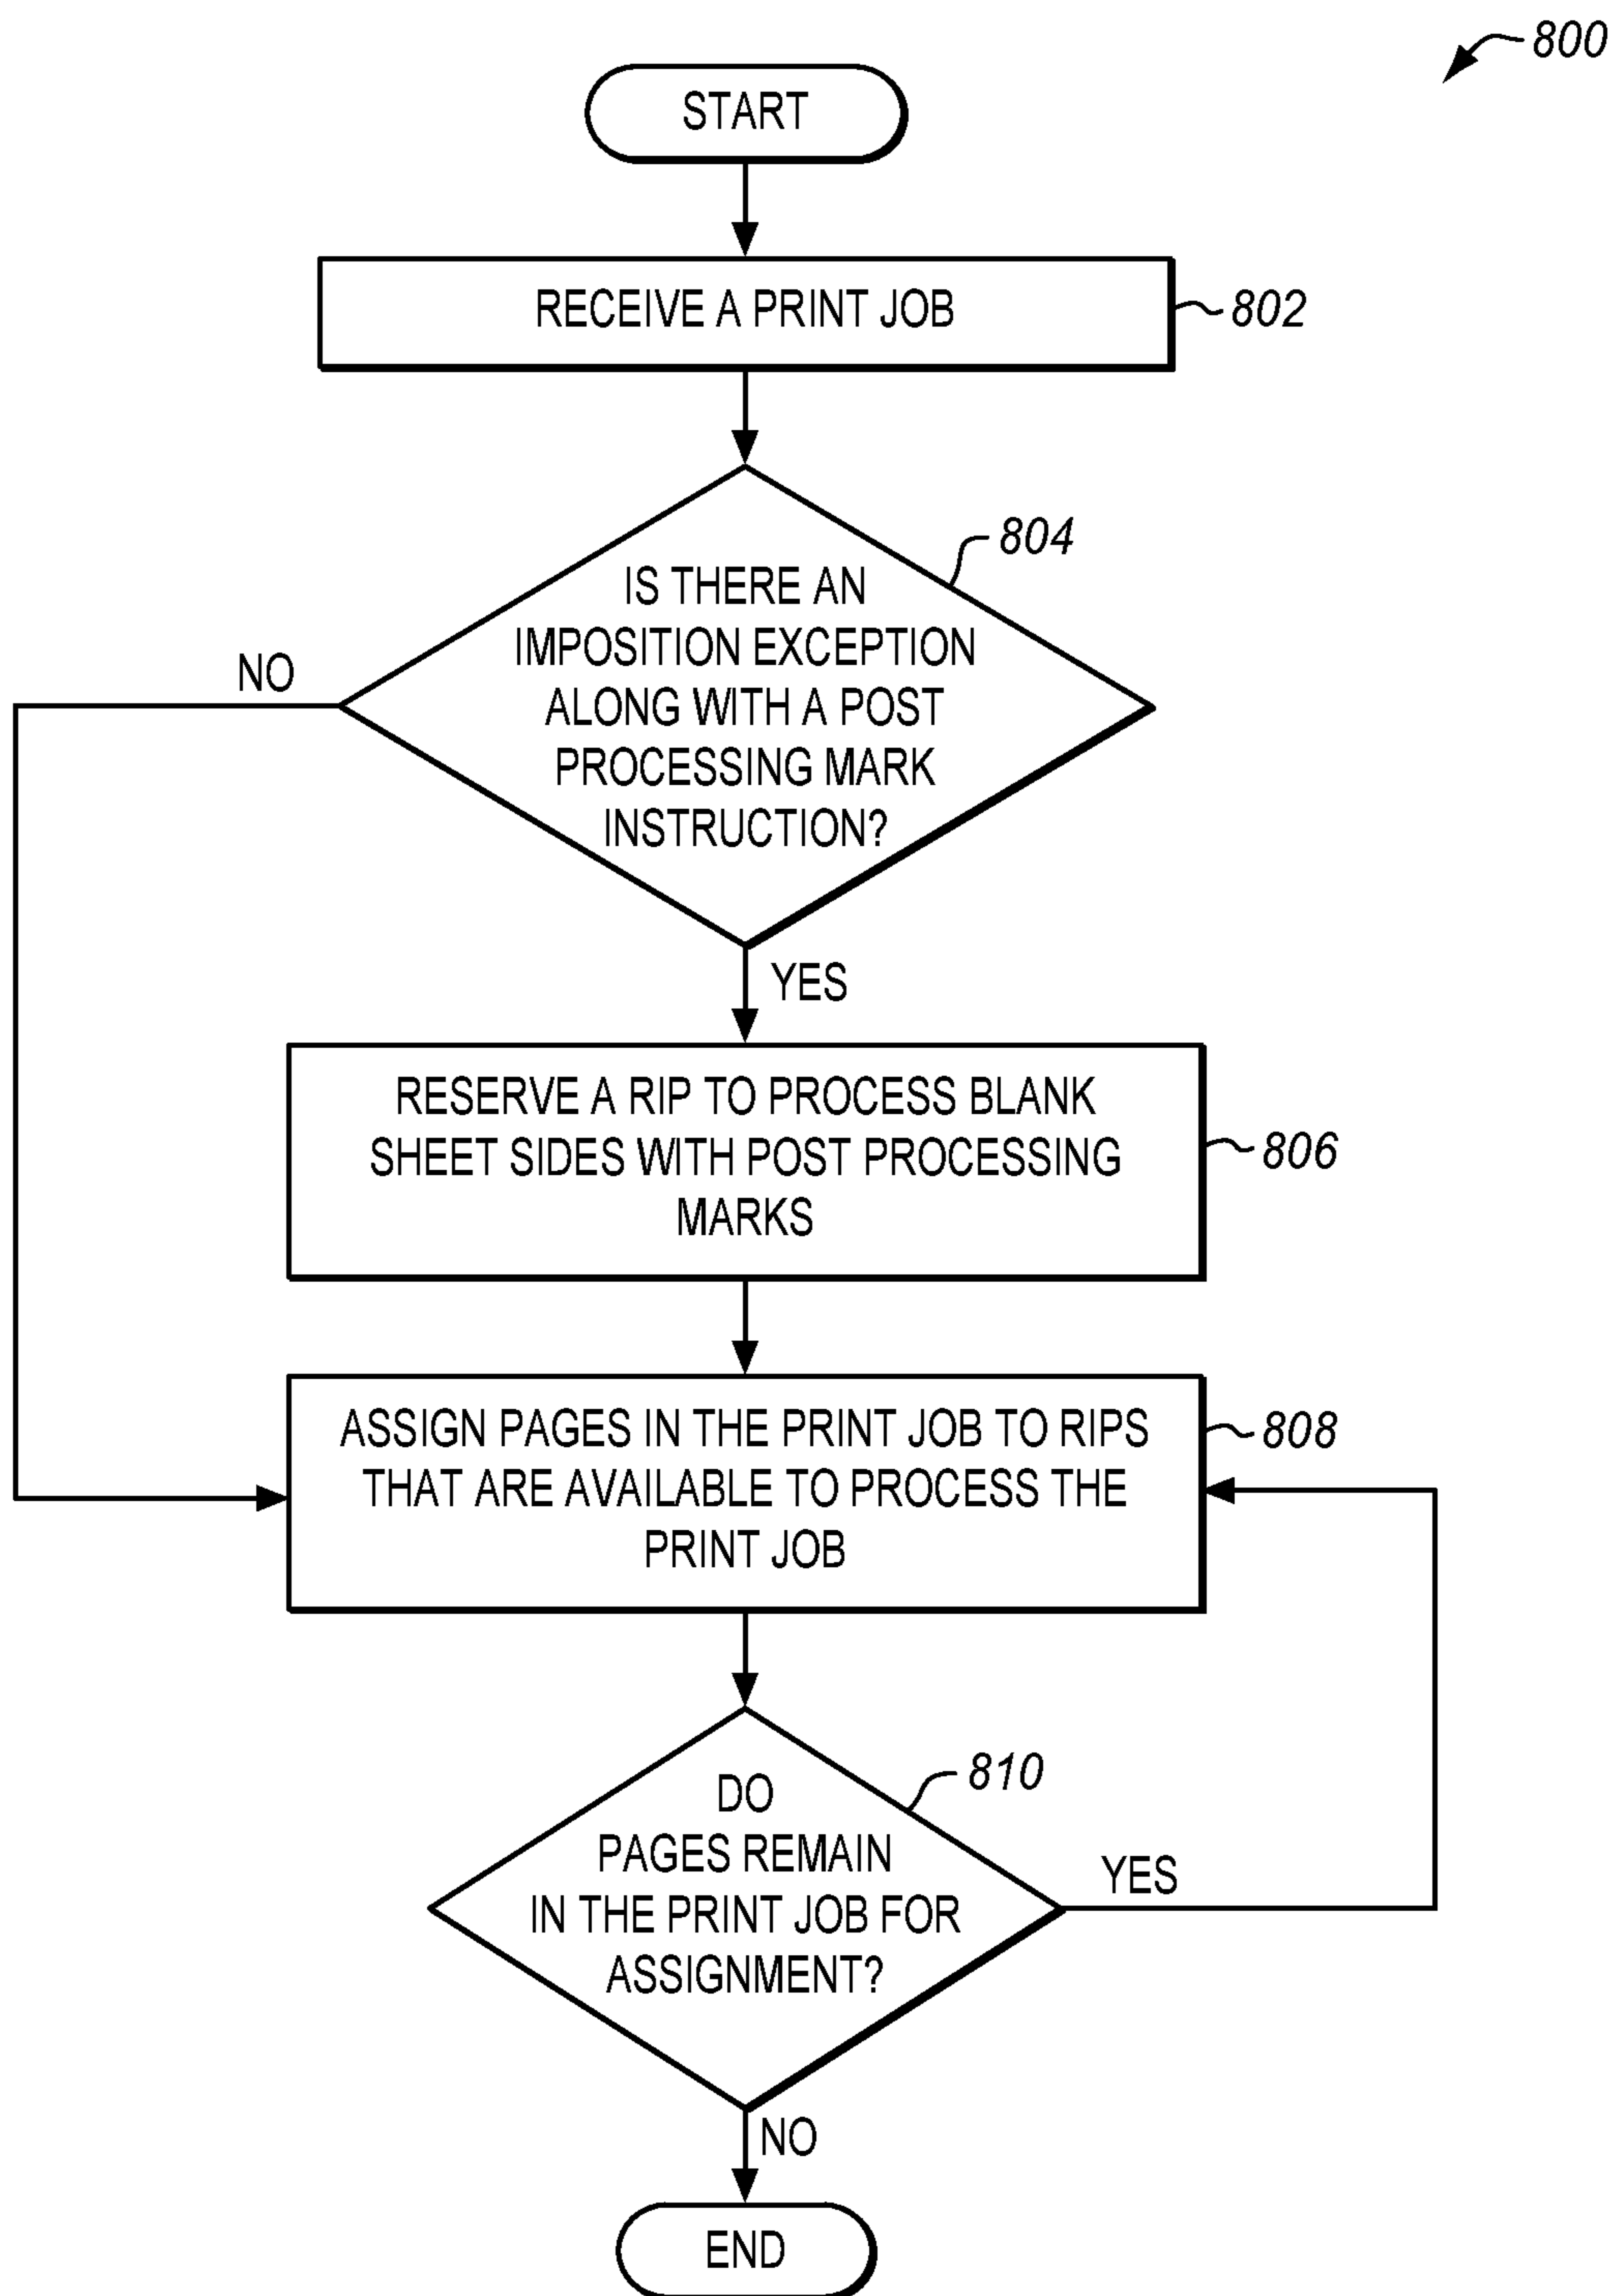 800
START
RECEIVE A PRINT JOB
802
804
IS THERE AN
IMPOSITION EXCEPTION
ALONG WITH A POST
PROCESSING MARK
INSTRUCTION?
NO
YES
RESERVE A RIP TO PROCESS BLANK
SHEET SIDES WITH POST PROCESSING
MARKS
806
ASSIGN PAGES IN THE PRINT JOB TO RIPS
THAT ARE AVAILABLE TO PROCESS THE
PRINT JOB
808
810
DO
PAGES REMAIN
IN THE PRINT JOB FOR
ASSIGNMENT?
YES
NO
END